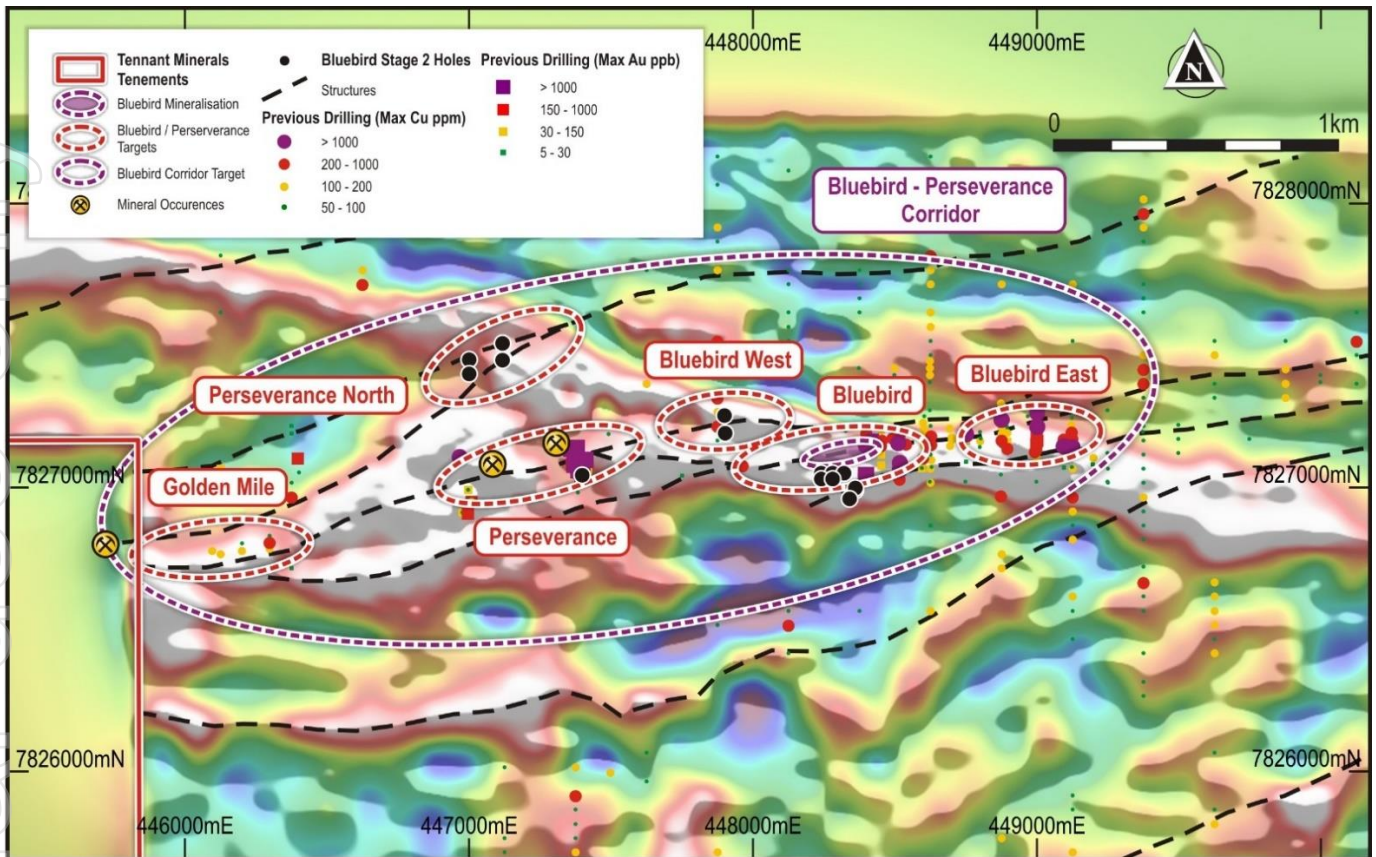 448000mE
449000mE
Tennant Minerals
Tenements
Bluebird Mineralisation
Bluebird / Perserverance
Targets
Bluebird Corridor Target
Mineral Occurences
Bluebird Stage 2 Holes
Structures
Previous Drilling (Max Cu ppm)
> 1000
200 - 1000
100 - 200
50 - 100
Previous Drilling (Max Au ppb)
> 1000
150 - 1000
30 - 150
5 - 30
N
0
1km
Bluebird - Perseverance
Corridor
7828000mN
Bluebird West
Perseverance North
Bluebird
Bluebird East
7827000mN
7827000mN
Golden Mile
Perseverance
7826000mN
7826000mN
446000mE
447000mE
448000mE
449000mE